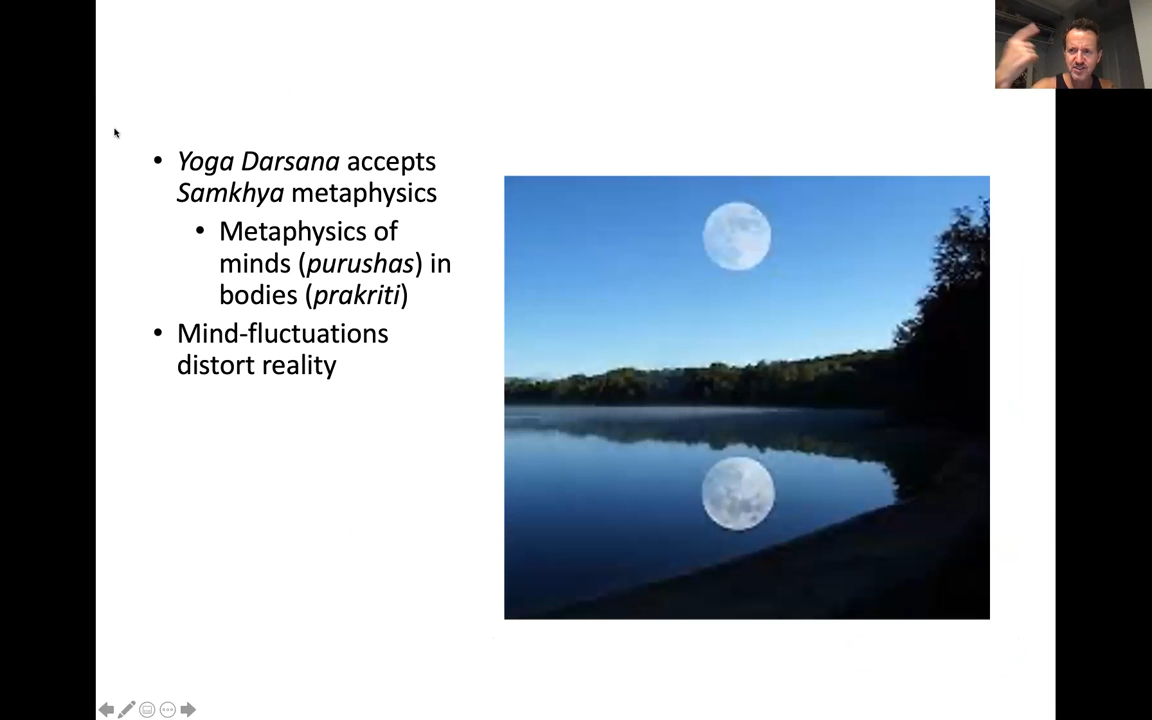 • Yoga Darsana accepts
Samkhya metaphysics
• Metaphysics of
minds (purushas) in
bodies (prakriti)
• Mind-fluctuations
distort reality